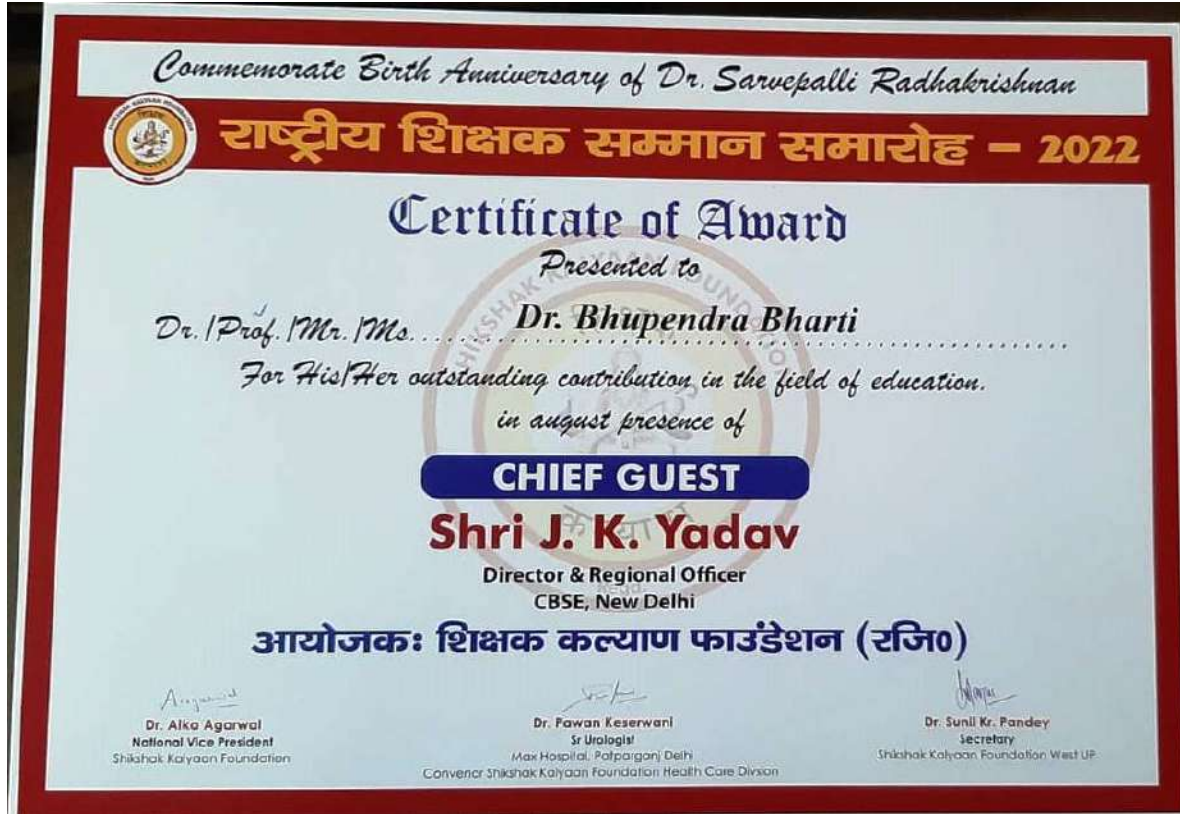 Commemorate Birth Anniversary of Dr. Sarvepalli Radhakrishnan
राष्ट्रीय शिक्षक सम्मान समारोह – 2022
Certificate of Award
Presented to
Dr./Prof./Mr./Ms..... Dr. Bhupendra Bharti
For His/Her outstanding contribution in the field of education.
in august presence of
CHIEF GUEST
Shri J. K. Yadav
Director & Regional Officer
CBSE, New Delhi
आयोजकः शिक्षक कल्याण फाउंडेशन (रजि०)
Dr. Alka Agarwal
National Vice President
Shikshak Kalyaan Foundation
Dr. Pawan Keserwani
Sr Urologist
Max Hospital, Patparganj Delhi
Convenor Shikshak Kalyaan Foundation Health Care Divsion
Dr. Sunil Kr. Pandey
Secretary
Shikshak Kalyaan Foundation West UP